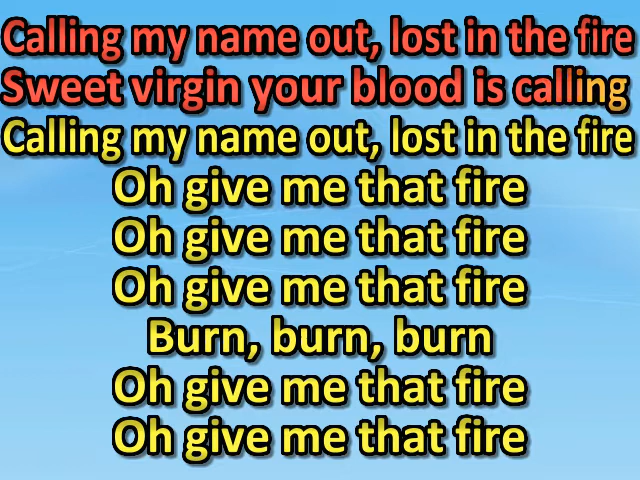 Calling my name out, lost in the fire
Sweet virgin your blood is calling
Calling my name out, lost in the fire
Oh give me that fire
Oh give me that fire
Oh give me that fire
Burn, burn, burn
Oh give me that fire
Oh give me that fire